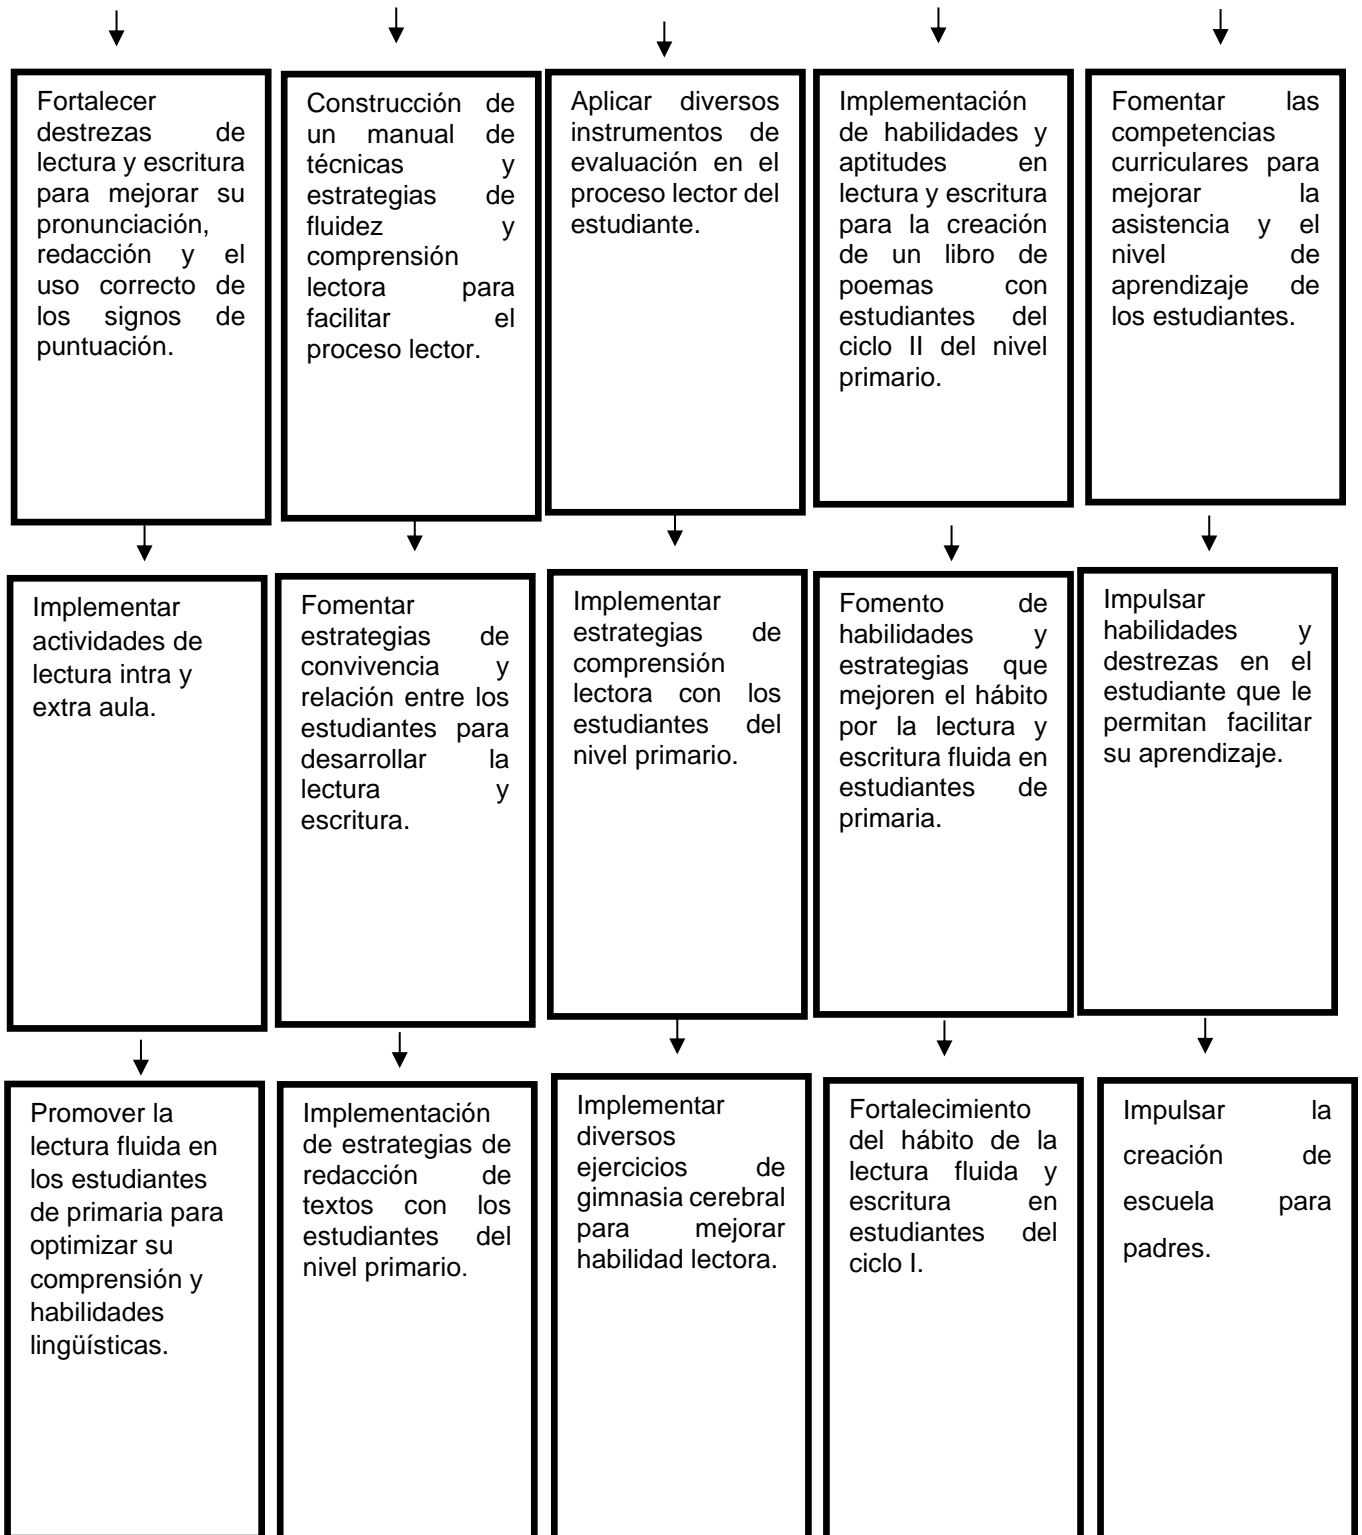 Fortalecer
destrezas de
lectura y escritura
para mejorar su
pronunciación,
redacción y el
uso correcto de
los signos de
puntuación.
Construcción de
un manual de
técnicas y
estrategias de
fluidez y
comprensión
lectora para
facilitar el
proceso lector.
Aplicar diversos
instrumentos de
evaluación en el
proceso lector del
estudiante.
Implementación
de habilidades y
aptitudes en
lectura y escritura
para la creación
de un libro de
poemas con
estudiantes del
ciclo II del nivel
primario.
Fomentar las
competencias
curriculares para
mejorar la
asistencia y el
nivel de
aprendizaje de
los estudiantes.
Implementar
actividades de
lectura intra y
extra aula.
Fomentar
estrategias de
convivencia y
relación entre los
estudiantes para
desarrollar la
lectura y
escritura.
Implementar
estrategias de
comprensión
lectora con los
estudiantes del
nivel primario.
Fomento de
habilidades y
estrategias que
mejoren el hábito
por la lectura y
escritura fluida en
estudiantes de
primaria.
Impulsar
habilidades y
destrezas en el
estudiante que le
permitan facilitar
su aprendizaje.
Promover la
lectura fluida en
los estudiantes
de primaria para
optimizar su
comprensión y
habilidades
lingüísticas.
Implementación
de estrategias de
redacción de
textos con los
estudiantes del
nivel primario.
Implementar
diversos
ejercicios de
gimnasia cerebral
para mejorar
habilidad lectora.
Fortalecimiento
del hábito de la
lectura fluida y
escritura en
estudiantes del
ciclo I.
Impulsar la
creación de
escuela para
padres.